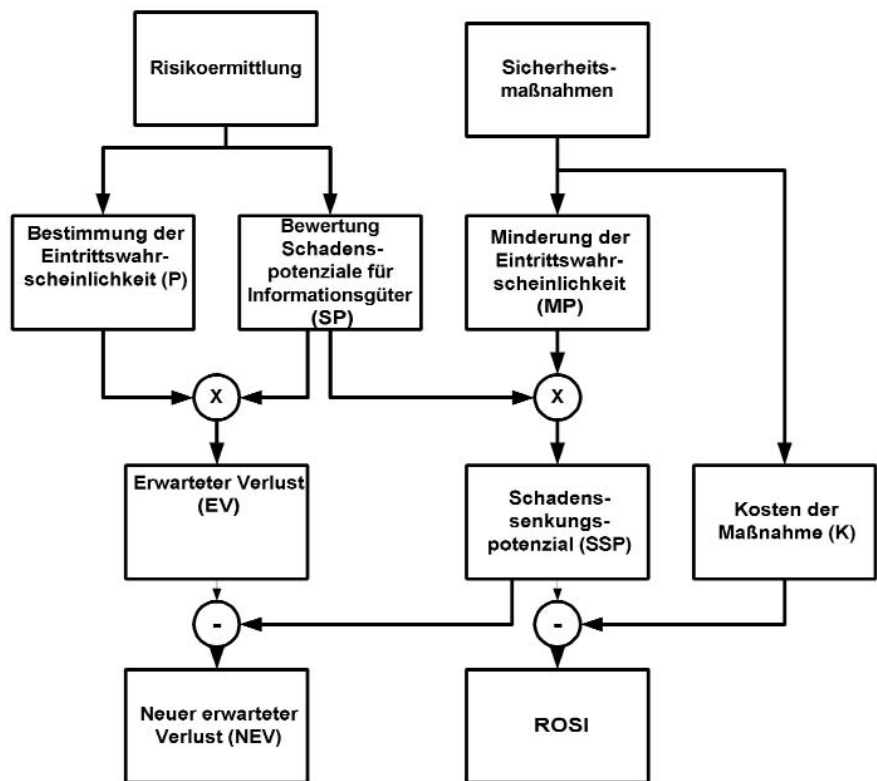 Risikoermittlung
Sicherheits-
maßnahmen
Bestimmung der
Eintrittswahr-
scheinlichkeit (P)
Bewertung
Schadens-
potenziale für
Informationsgüter
(SP)
Minderung der
Eintrittswahr-
scheinlichkeit
(MP)
X
X
Erwarteter Verlust
(EV)
Schadens-
senkungs-
potenzial (SSP)
Kosten der
Maßnahme (K)
-
-
Neuer erwarteter
Verlust (NEV)
ROSI